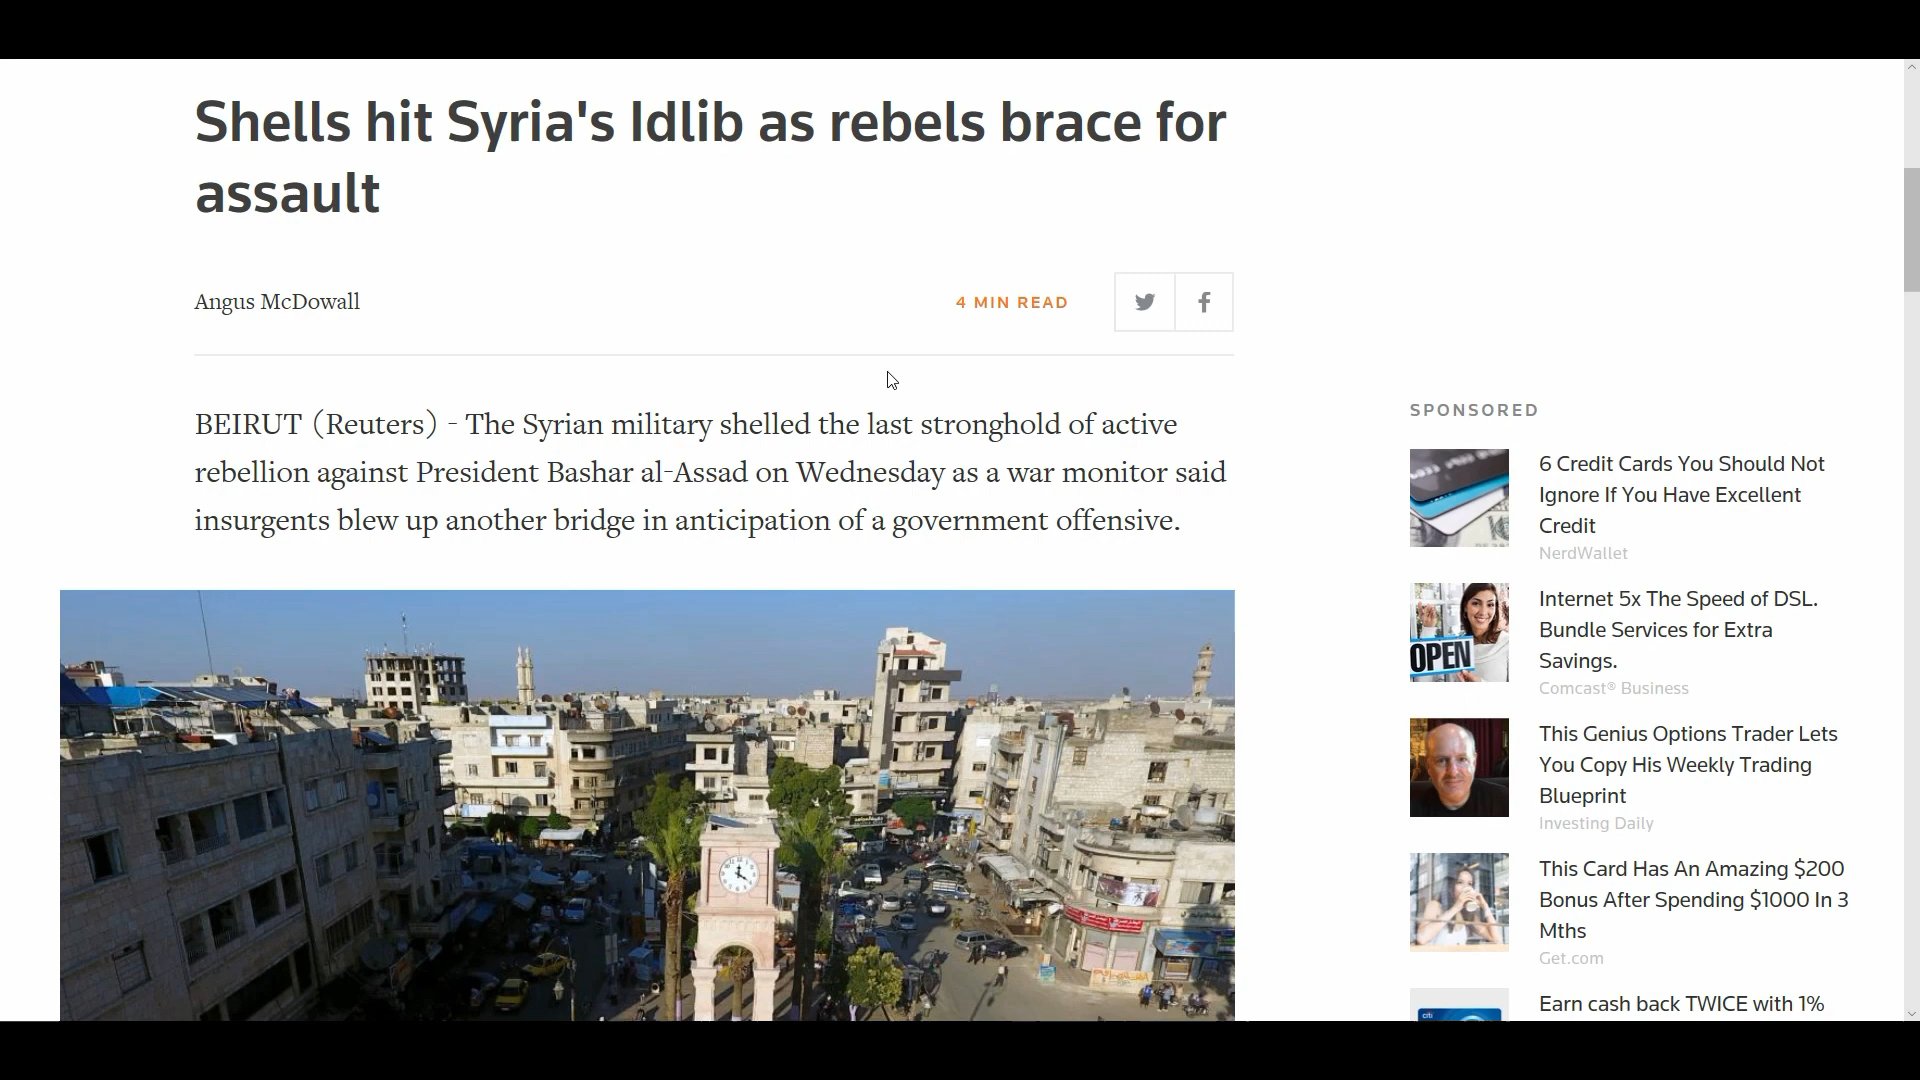 Shells hit Syria's Idlib as rebels brace for
assault
Angus McDowall
4 MIN READ
BEIRUT (Reuters) - The Syrian military shelled the last stronghold of active
rebellion against President Bashar al-Assad on Wednesday as a war monitor said
insurgents blew up another bridge in anticipation of a government offensive.
SPONSORED
6 Credit Cards You Should Not
Ignore If You Have Excellent
Credit
NerdWallet
OPEN
Internet 5x The Speed of DSL.
Bundle Services for Extra
Savings.
Comcast® Business
This Genius Options Trader Lets
You Copy His Weekly Trading
Blueprint
Investing Daily
This Card Has An Amazing $200
Bonus After Spending $1000 In 3
Mths
Get.com
citi
Earn cash back TWICE with 1%